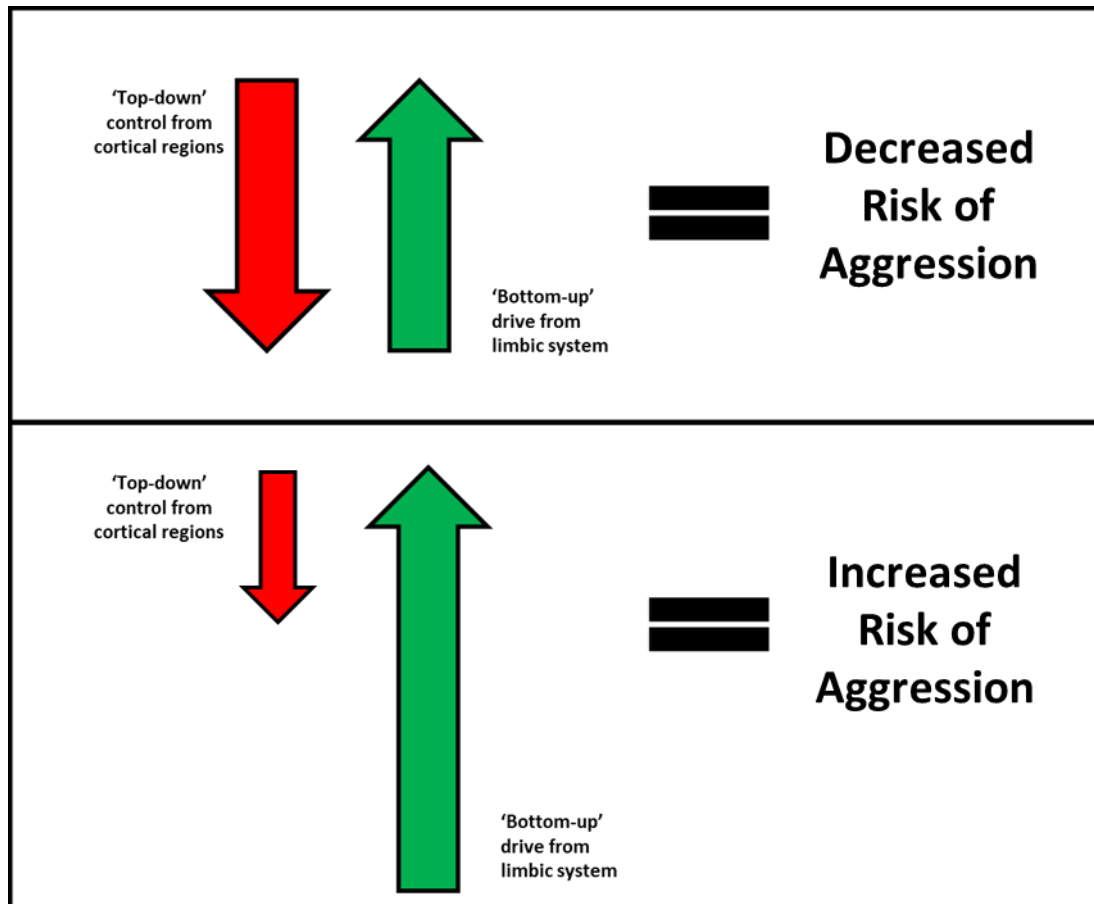 ‘Top-down’
control from
cortical regions
‘Bottom-up’
drive from
limbic system
Decreased
Risk of
Aggression
‘Top-down’
control from
cortical regions
‘Bottom-up’
drive from
limbic system
Increased
Risk of
Aggression